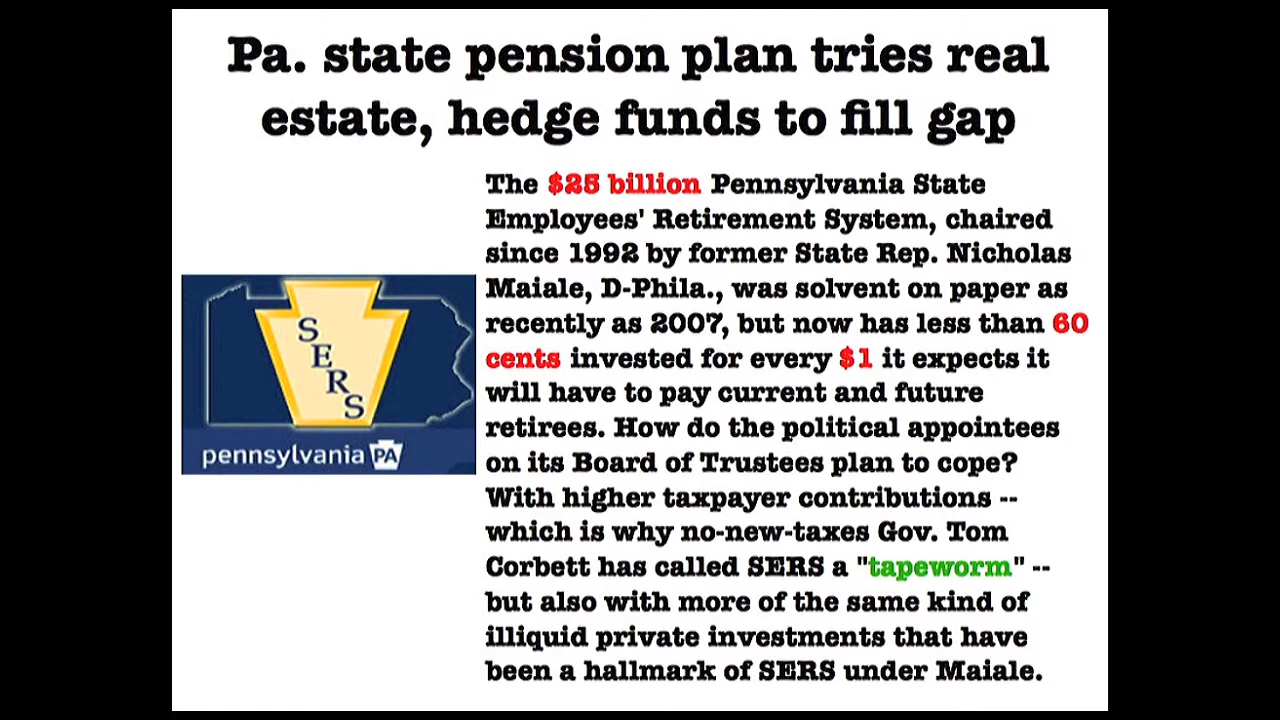 Pa. state pension plan tries real
estate, hedge funds to fill gap
The $25 billion Pennsylvania State
Employees' Retirement System, chaired
since 1992 by former State Rep. Nicholas
Maiale, D-Phila., was solvent on paper as
recently as 2007, but now has less than 60
cents invested for every $1 it expects it
will have to pay current and future
retirees. How do the political appointees
on its Board of Trustees plan to cope?
With higher taxpayer contributions --
which is why no-new-taxes Gov. Tom
Corbett has called SERS a "tapeworm" --
but also with more of the same kind of
illiquid private investments that have
been a hallmark of SERS under Maiale.
SERS
pennsylvania PA